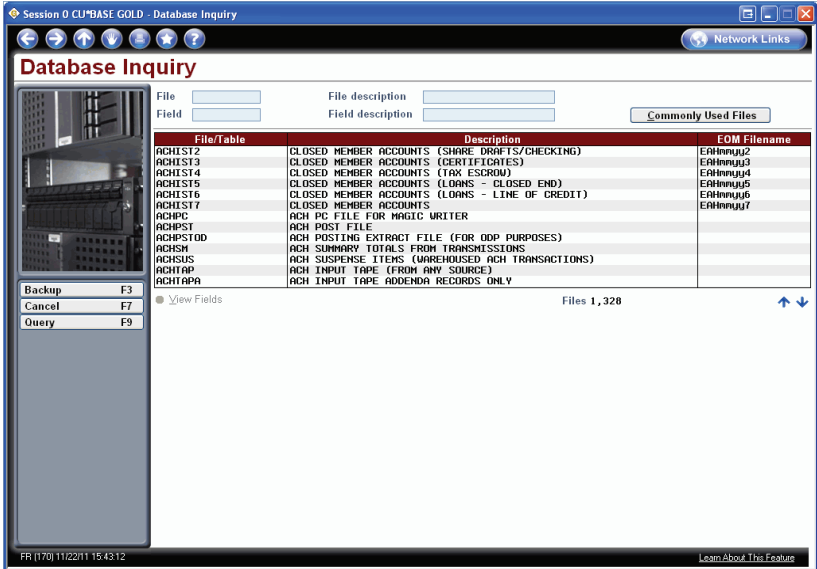 Session 0 CU*BASE GOLD - Database Inquiry
Network Links
Database Inquiry
File File description
Field Field description Commonly Used Files
File/Table Description EOM Filename
ACHIST2 CLOSED MEMBER ACCOUNTS (SHARE DRAFTS/CHECKING) EAHmmyy2
ACHIST3 CLOSED MEMBER ACCOUNTS (CERTIFICATES) EAHmmyy3
ACHIST4 CLOSED MEMBER ACCOUNTS (TAX ESCROW) EAHmmyy4
ACHIST5 CLOSED MEMBER ACCOUNTS (LOANS - CLOSED END) EAHmmyy5
ACHIST6 CLOSED MEMBER ACCOUNTS (LOANS - LINE OF CREDIT) EAHmmyy6
ACHIST7 CLOSED MEMBER ACCOUNTS EAHmmyy7
ACHPC ACH PC FILE FOR MAGIC WRITER
ACHPST ACH POST FILE
ACHPSTOD ACH POSTING EXTRACT FILE (FOR ODP PURPOSES)
ACHSM ACH SUMMARY TOTALS FROM TRANSMISSIONS
ACHSUS ACH SUSPENSE ITEMS (WAREHOUSED ACH TRANSACTIONS)
ACHTAP ACH INPUT TAPE (FROM ANY SOURCE)
ACHTAPA ACH INPUT TAPE ADDENDA RECORDS ONLY
Backup F3
Cancel F7
Query F9
View Fields Files 1,328
FR (170) 11/22/11 15:43:12 Learn About This Feature